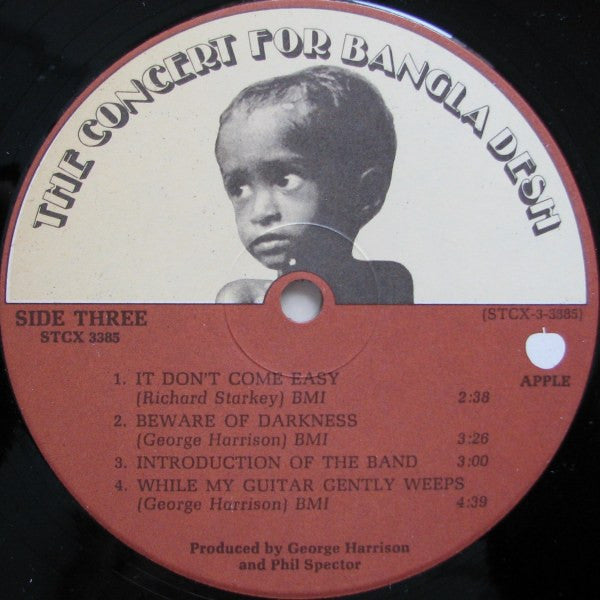 THE CONCERT FOR BANGLA DESH
SIDE THREE
STCX 3385
(STCX-3-3385)
APPLE
1. IT DON'T COME EASY
(Richard Starkey) BMI 2:38
2. BEWARE OF DARKNESS
(George Harrison) BMI 3:26
3. INTRODUCTION OF THE BAND 3:00
4. WHILE MY GUITAR GENTLY WEEPS
(George Harrison) BMI 4:39
Produced by George Harrison
and Phil Spector